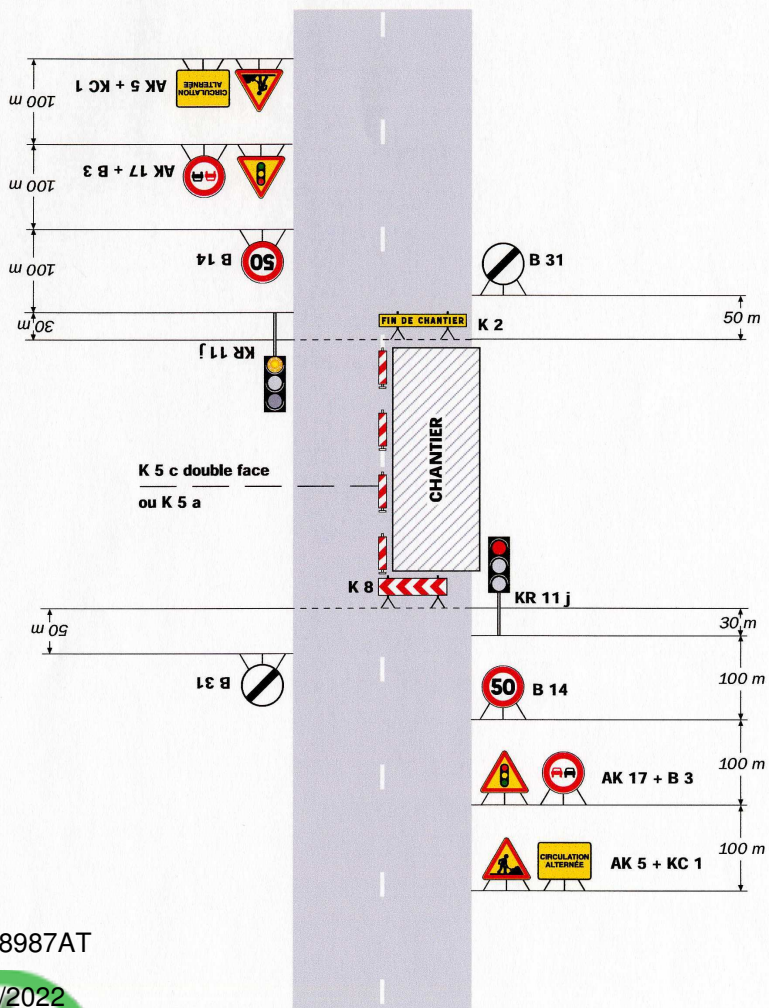 AK 5 + KC 1
CIRCULATION
ALTERNÉE
100 m
AK 17 + B 3
100 m
B 14
50
100 m
30 m
KR 11 j
B 31
50 m
FIN DE CHANTIER
K 2
CHANTIER
K 5 c double face
ou K 5 a
K 8
KR 11 j
50 m
30 m
B 31
50
B 14
100 m
AK 17 + B 3
100 m
CIRCULATION
ALTERNÉE
AK 5 + KC 1
100 m
8987AT
/2022